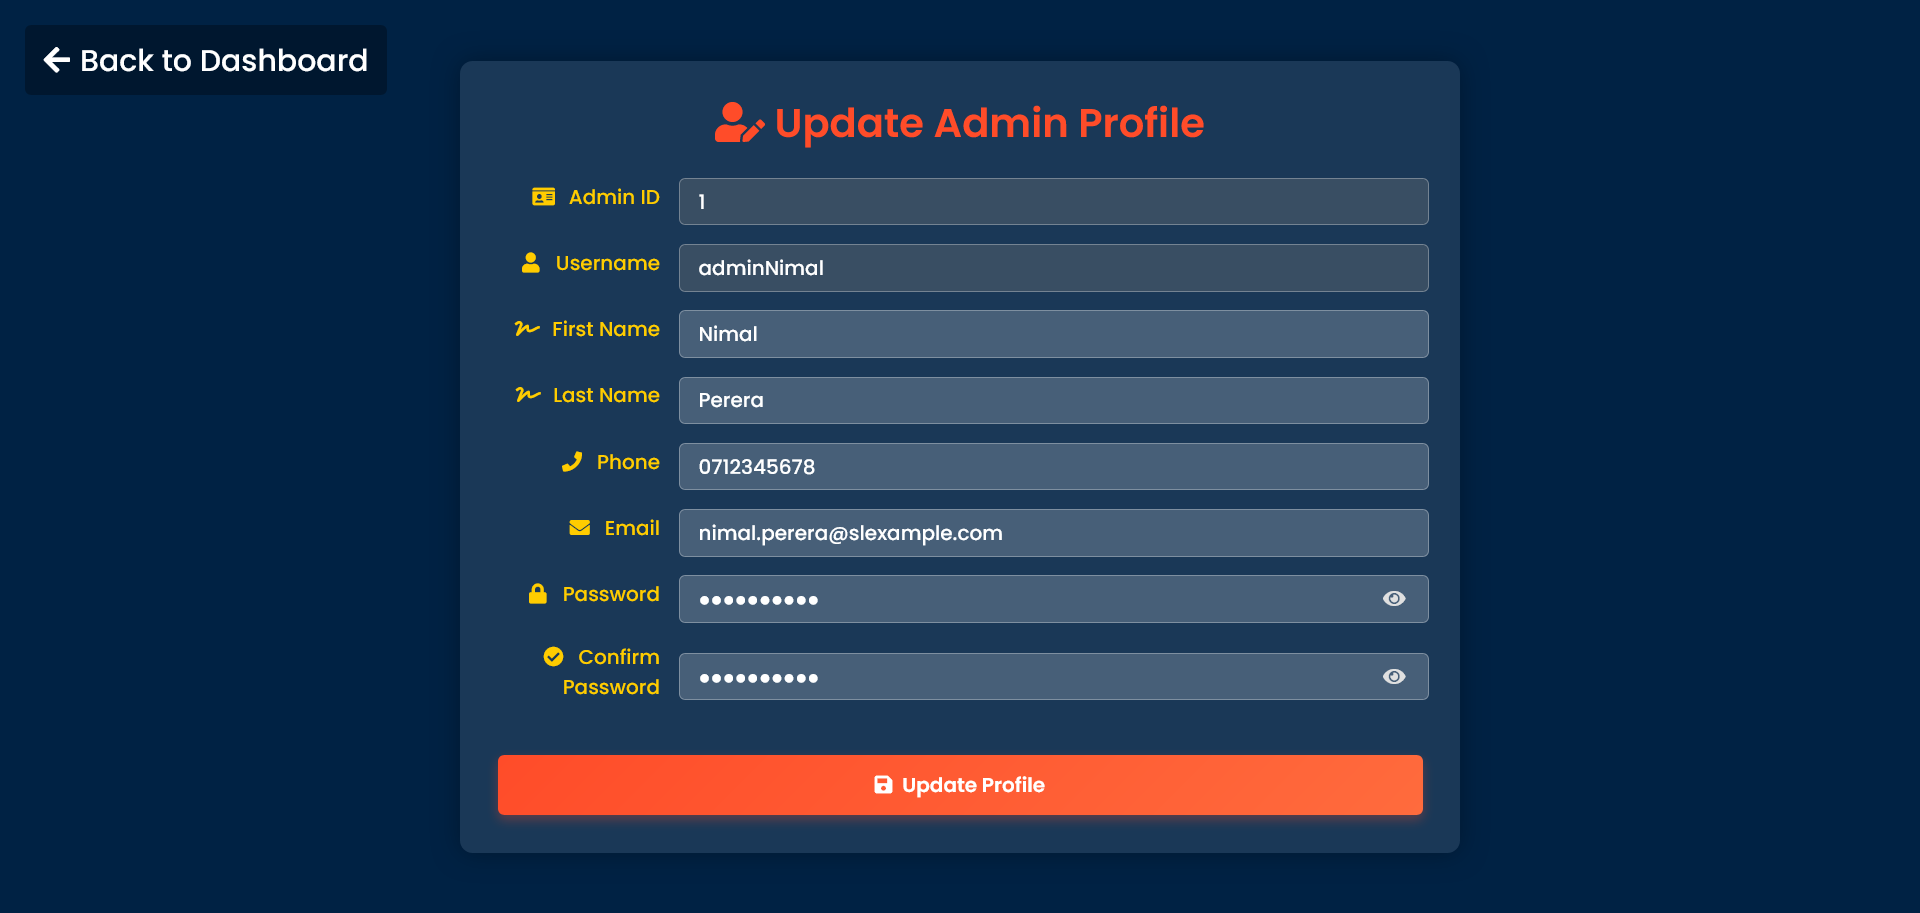 Back to Dashboard
Update Admin Profile
Admin ID
1
Username
adminNimal
First Name
Nimal
Last Name
Perera
Phone
0712345678
Email
nimal.perera@slexample.com
Password
••••••••••
Confirm
Password
••••••••••
Update Profile